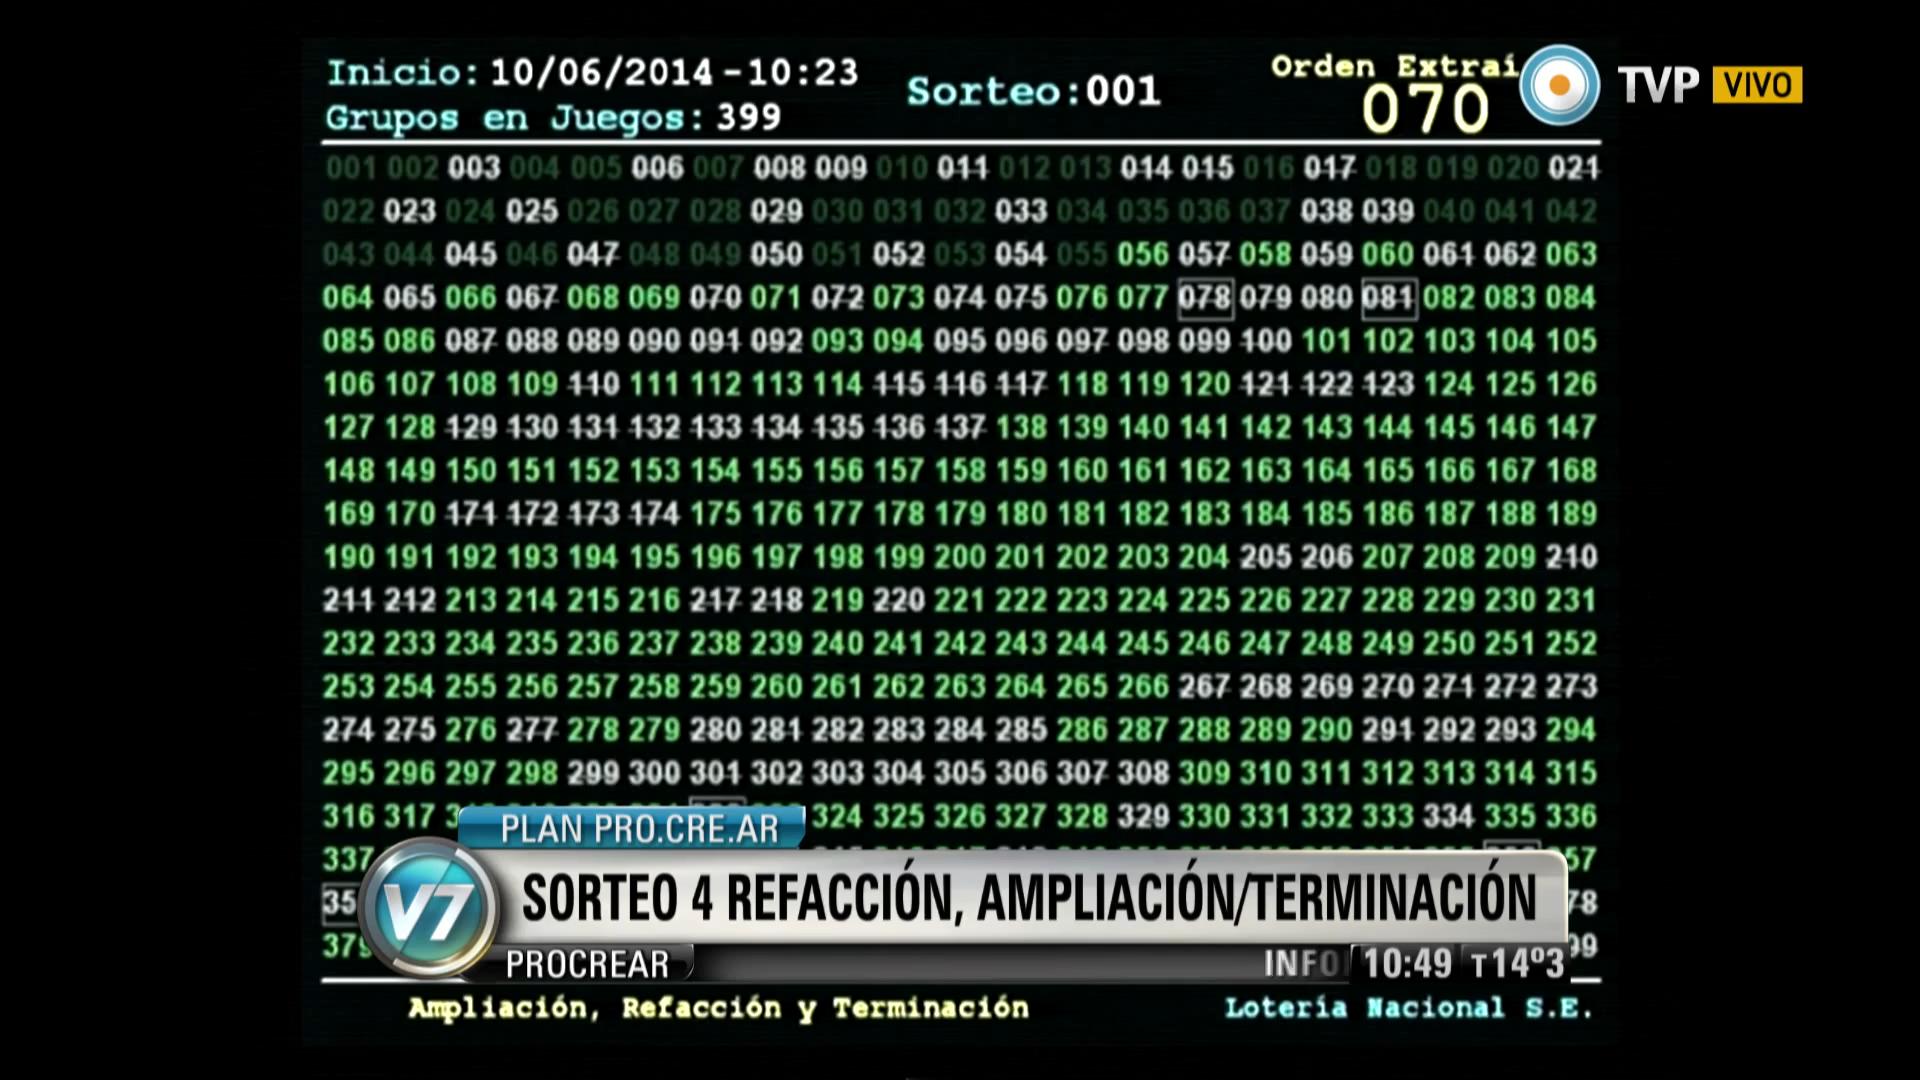 Inicio: 10/06/2014-10:23
Grupos en Juegos: 399
Sorteo: 001
Orden Extraí
070
TVP VIVO
001 002 003 004 005 006 007 008 009 010 011 012 013 014 015 016 017 018 019 020 021
022 023 024 025 026 027 028 029 030 031 032 033 034 035 036 037 038 039 040 041 042
043 044 045 046 047 048 049 050 051 052 053 054 055 056 057 058 059 060 061 062 063
064 065 066 067 068 069 070 071 072 073 074 075 076 077 078 079 080 081 082 083 084
085 086 087 088 089 090 091 092 093 094 095 096 097 098 099 100 101 102 103 104 105
106 107 108 109 110 111 112 113 114 115 116 117 118 119 120 121 122 123 124 125 126
127 128 129 130 131 132 133 134 135 136 137 138 139 140 141 142 143 144 145 146 147
148 149 150 151 152 153 154 155 156 157 158 159 160 161 162 163 164 165 166 167 168
169 170 171 172 173 174 175 176 177 178 179 180 181 182 183 184 185 186 187 188 189
190 191 192 193 194 195 196 197 198 199 200 201 202 203 204 205 206 207 208 209 210
211 212 213 214 215 216 217 218 219 220 221 222 223 224 225 226 227 228 229 230 231
232 233 234 235 236 237 238 239 240 241 242 243 244 245 246 247 248 249 250 251 252
253 254 255 256 257 258 259 260 261 262 263 264 265 266 267 268 269 270 271 272 273
274 275 276 277 278 279 280 281 282 283 284 285 286 287 288 289 290 291 292 293 294
295 296 297 298 299 300 301 302 303 304 305 306 307 308 309 310 311 312 313 314 315
316 317 324 325 326 327 328 329 330 331 332 333 334 335 336
PLAN PRO.CRE.AR
337 57
35 78
V7
SORTEO 4 REFACCIÓN, AMPLIACIÓN/TERMINACIÓN
379 99
PROCREAR
INFO 10:49 T14º3
Ampliación, Refacción y Terminación
Lotería Nacional S.E.